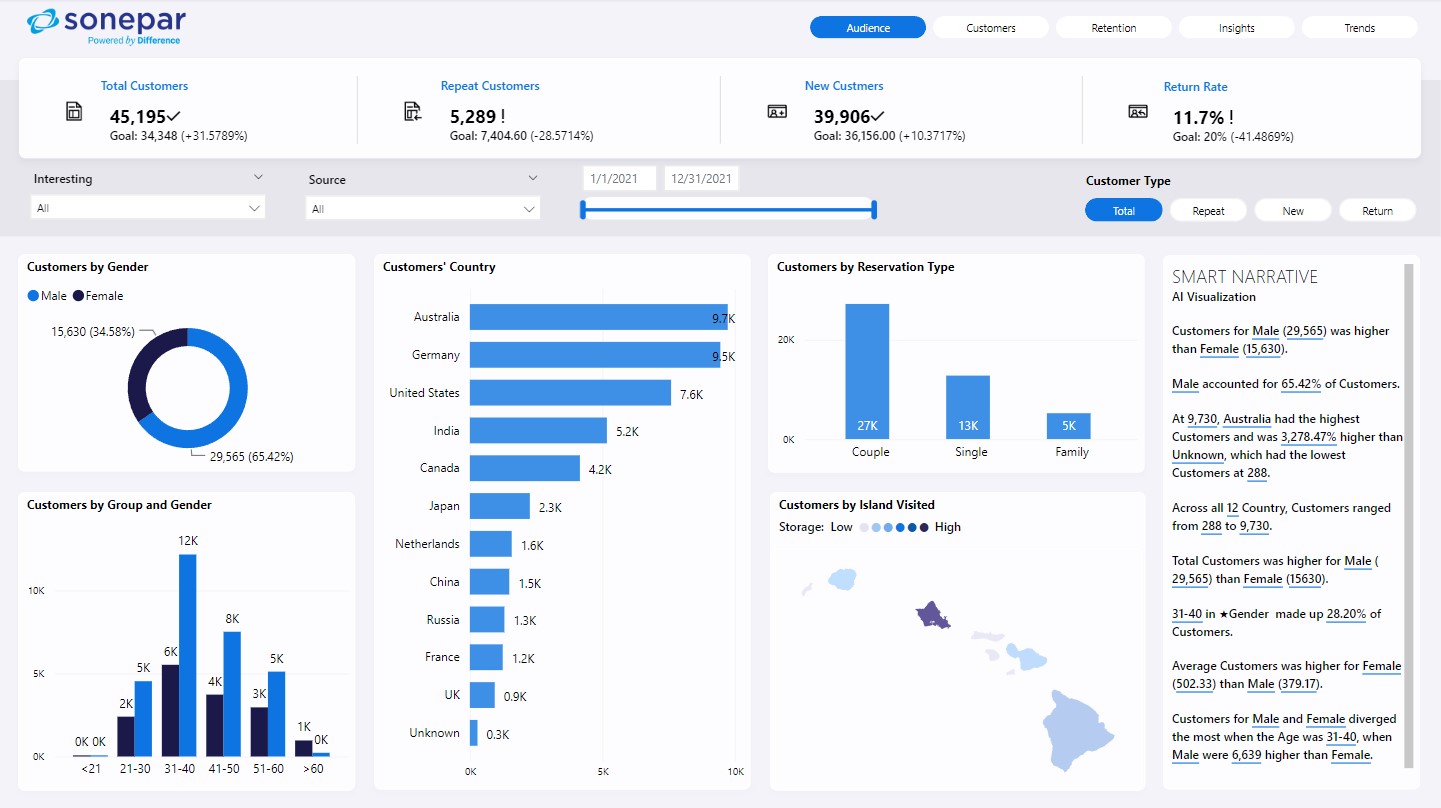 sonepar
Powered by Difference
Audience
Customers
Retention
Insights
Trends
Total Customers
45,195✓
Goal: 34,348 (+31.5789%)
Repeat Customers
5,289 !
Goal: 7,404.60 (-28.5714%)
New Custmers
39,906✓
Goal: 36,156.00 (+10.3717%)
Return Rate
11.7% !
Goal: 20% (-41.4869%)
Interesting
All
Source
All
1/1/2021
12/31/2021
Customer Type
Total
Repeat
New
Return
Customers by Gender
Male Female
15,630 (34.58%)
29,565 (65.42%)
Customers by Group and Gender
10K
5K
0K
0K 0K
2K
5K
6K
12K
4K
8K
3K
5K
1K
0K
<21
21-30
31-40
41-50
51-60
>60
Customers' Country
Australia 9.7K
Germany 9.5K
United States 7.6K
India 5.2K
Canada 4.2K
Japan 2.3K
Netherlands 1.6K
China 1.5K
Russia 1.3K
France 1.2K
UK 0.9K
Unknown 0.3K
0K 5K 10K
Customers by Reservation Type
20K
0K
27K
13K
5K
Couple
Single
Family
Customers by Island Visited
Storage: Low High
SMART NARRATIVE
AI Visualization
Customers for Male (29,565) was higher
than Female (15,630).
Male accounted for 65.42% of Customers.
At 9,730, Australia had the highest
Customers and was 3,278.47% higher than
Unknown, which had the lowest
Customers at 288.
Across all 12 Country, Customers ranged
from 288 to 9,730.
Total Customers was higher for Male (
29,565) than Female (15630).
31-40 in ★Gender made up 28.20% of
Customers.
Average Customers was higher for Female
(502.33) than Male (379.17).
Customers for Male and Female diverged
the most when the Age was 31-40, when
Male were 6,639 higher than Female.